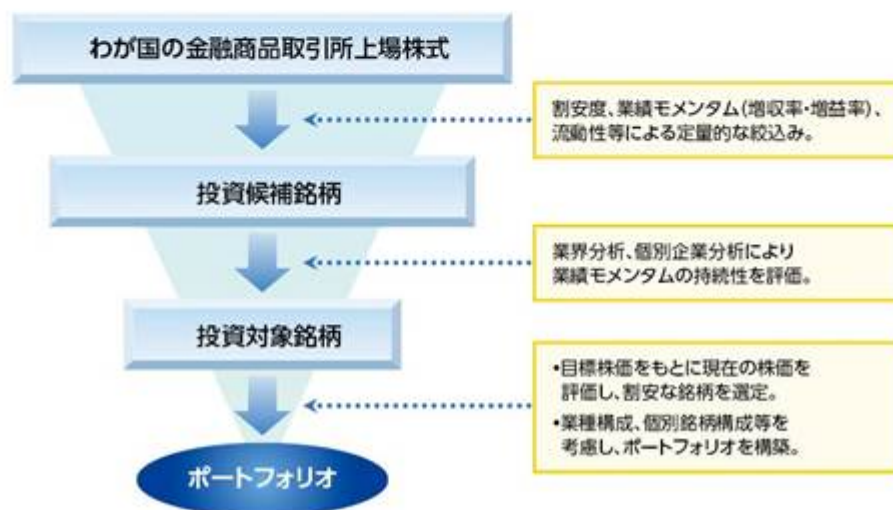 わが国の金融商品取引所上場株式
割安度、業績モメンタム(増収率・増益率)、
流動性等による定量的な絞込み。
投資候補銘柄
業界分析、個別企業分析により
業績モメンタムの持続性を評価。
投資対象銘柄
•目標株価をもとに現在の株価を
評価し、割安な銘柄を選定。
•業種構成、個別銘柄構成等を
考慮し、ポートフォリオを構築。
ポートフォリオ